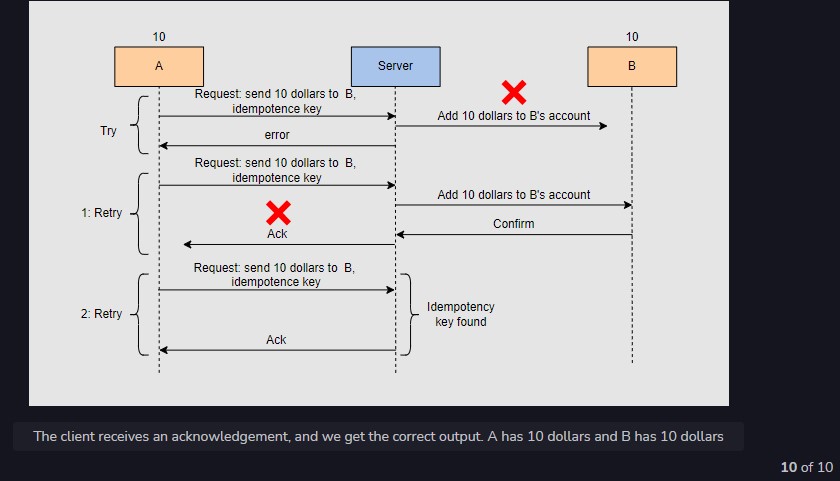 10
10
A
Server
B
Request: send 10 dollars to B,
idempotence key
Add 10 dollars to B's account
Try
error
Request: send 10 dollars to B,
idempotence key
Add 10 dollars to B's account
1: Retry
Confirm
Ack
Request: send 10 dollars to B,
idempotence key
2: Retry
Idempotency
key found
Ack
The client receives an acknowledgement, and we get the correct output. A has 10 dollars and B has 10 dollars
10 of 10